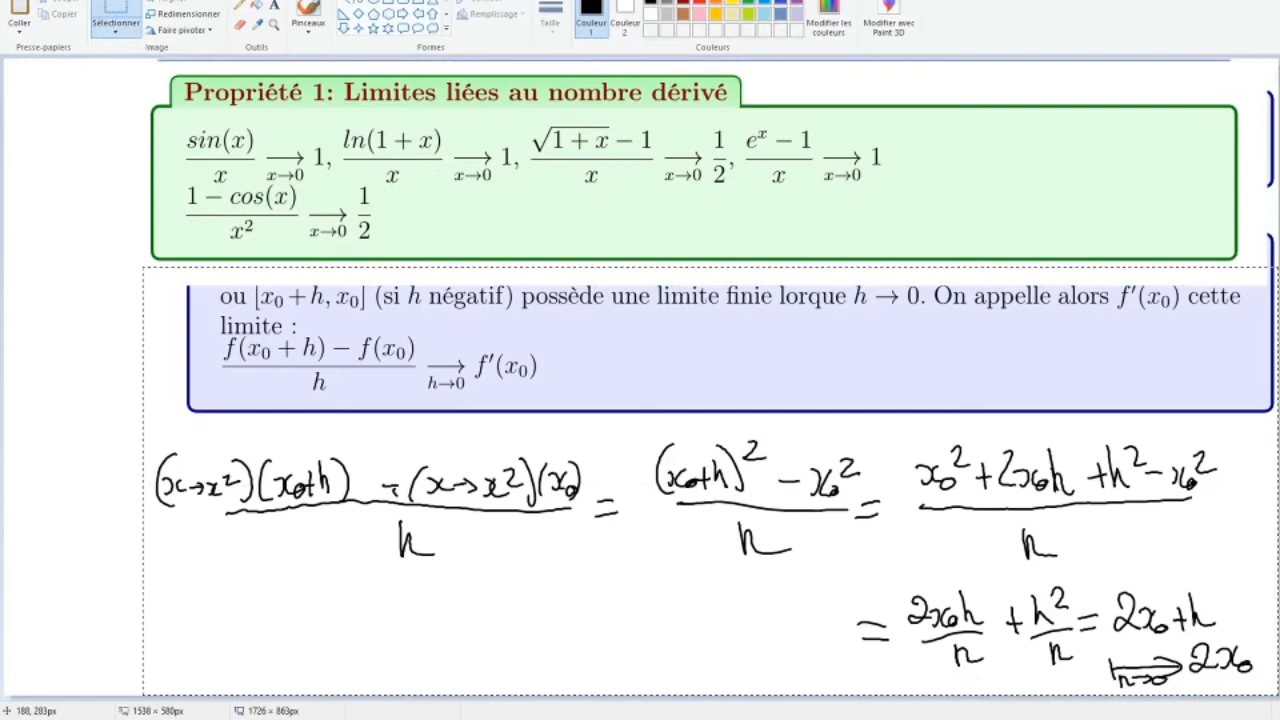 Coller
Copier
Sélectionner
Redimensionner
Faire pivoter
A
Pinceaux
Remplissage
Taille
Couleur 1
Couleur 2
Modifier les couleurs
Modifier avec Paint 3D
Presse-papiers
Image
Outils
Formes
Couleurs
Propriété 1: Limites liées au nombre dérivé
sin(x)/x ⟶ 1, ln(1 + x)/x ⟶ 1, (√(1 + x) − 1)/x ⟶ 1/2, (eˣ − 1)/x ⟶ 1
x→0 x→0 x→0 x→0
(1 − cos(x))/x² ⟶ 1/2
x→0
ou [x₀ + h, x₀] (si h négatif) possède une limite finie lorque h → 0. On appelle alors f′(x₀) cette
limite :
(f(x₀ + h) − f(x₀))/h ⟶ f′(x₀)
h→0
((x→x²)(x₀+h) − (x→x²)(x₀)/h = ((x₀+h)² − x₀²)/h = (x₀² + 2x₀h + h² − x₀²)/h
= 2x₀h/h + h²/h = 2x₀+h
⟶ 2x₀
h→0
188, 283px
1538 × 580px
1726 × 863px